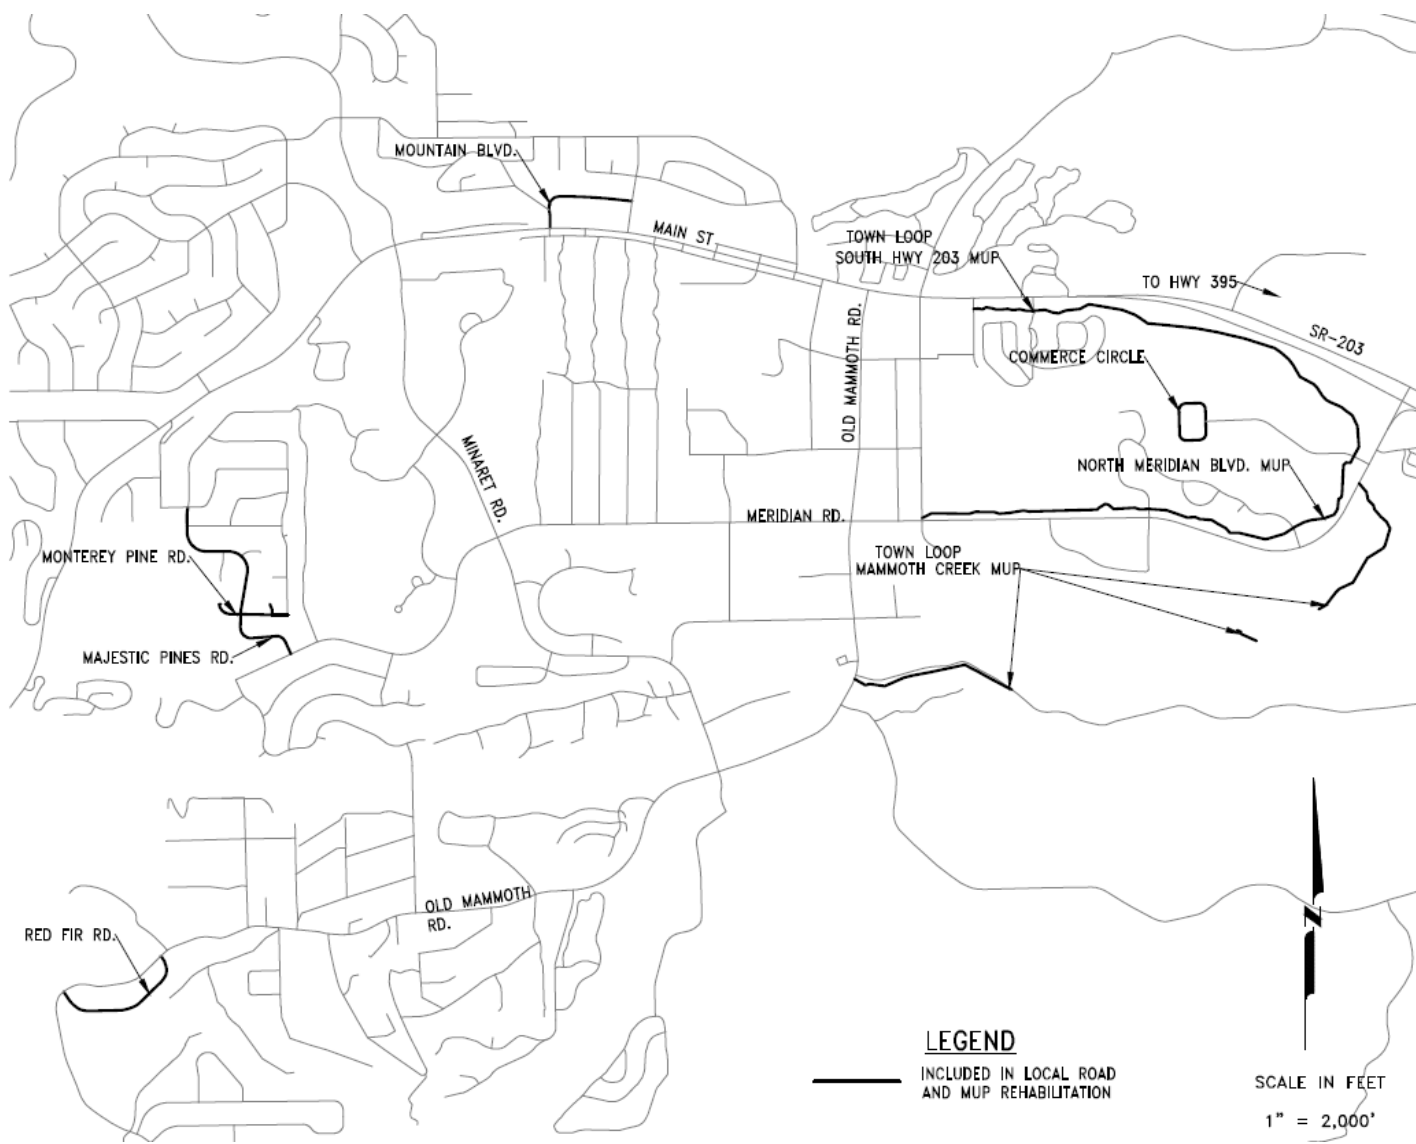 MOUNTAIN BLVD.
MAIN ST
TOWN LOOP
SOUTH HWY 203 MUP
TO HWY 395
SR-203
OLD MAMMOTH RD.
COMMERCE CIRCLE
MINARET RD.
NORTH MERIDIAN BLVD. MUP
MERIDIAN RD.
MONTEREY PINE RD.
TOWN LOOP
MAMMOTH CREEK MUP
MAJESTIC PINES RD.
OLD MAMMOTH
RD.
RED FIR RD.
N
LEGEND
INCLUDED IN LOCAL ROAD
AND MUP REHABILITATION
SCALE IN FEET
1" = 2,000'